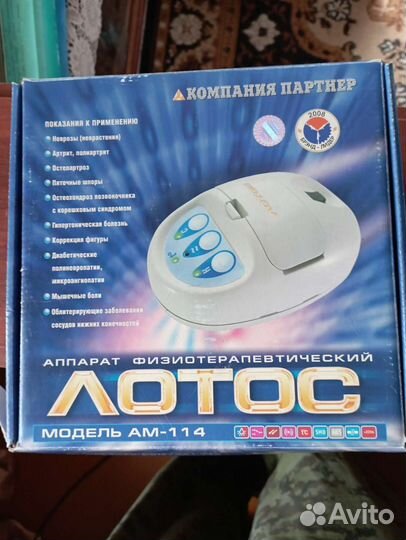 КОМПАНИЯ ПАРТНЕР
ПОКАЗАНИЯ К ПРИМЕНЕНИЮ
Неврозы (неврастения)
Артрит, полиартрит
Остеоартроз
Пяточные шпоры
Остеохондроз позвоночника
с корешковым синдромом
Гипертоническая болезнь
Коррекция фигуры
Диабетические
полинейропатии,
микроангиопатии
Мышечные боли
Облитерирующие заболевания
сосудов нижних конечностей
2008
БРЭНД-ЛИДЕР
АППАРАТ ФИЗИОТЕРАПЕВТИЧЕСКИЙ
ЛОТОС
МОДЕЛЬ АМ-114
TC
Avito